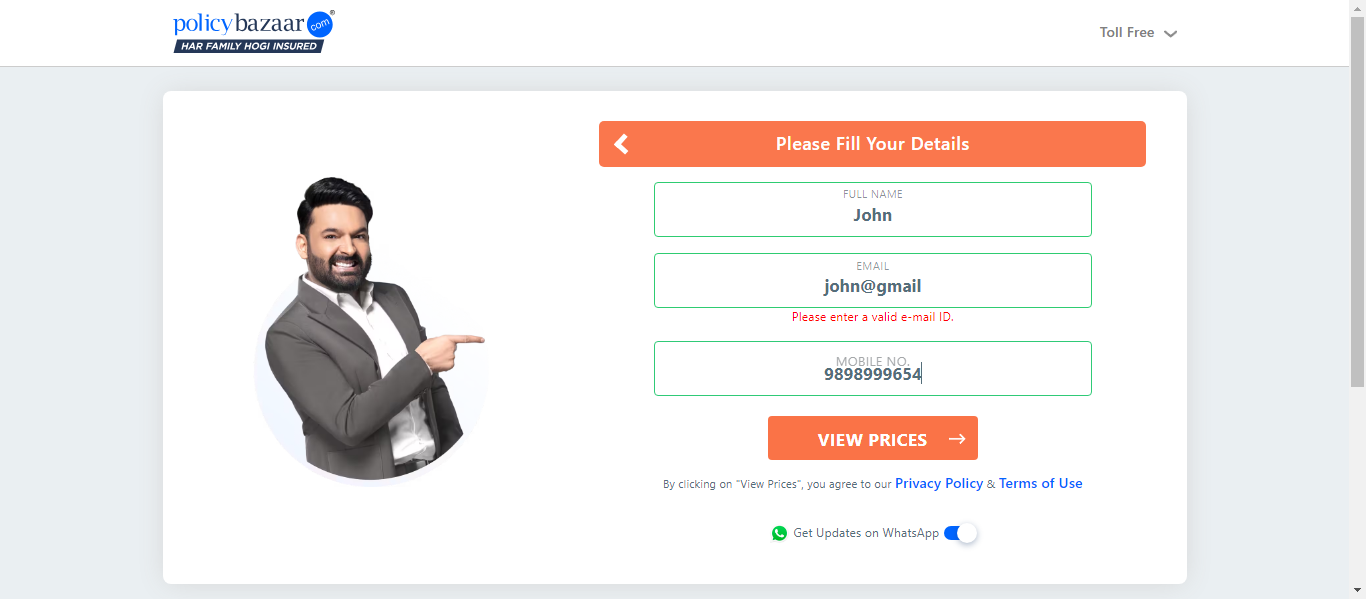 policybazaar.com®
HAR FAMILY HOGI INSURED
Toll Free
Please Fill Your Details
FULL NAME
John
EMAIL
john@gmail
Please enter a valid e-mail ID.
MOBILE NO.
9898999654
VIEW PRICES →
By clicking on "View Prices", you agree to our Privacy Policy & Terms of Use
Get Updates on WhatsApp